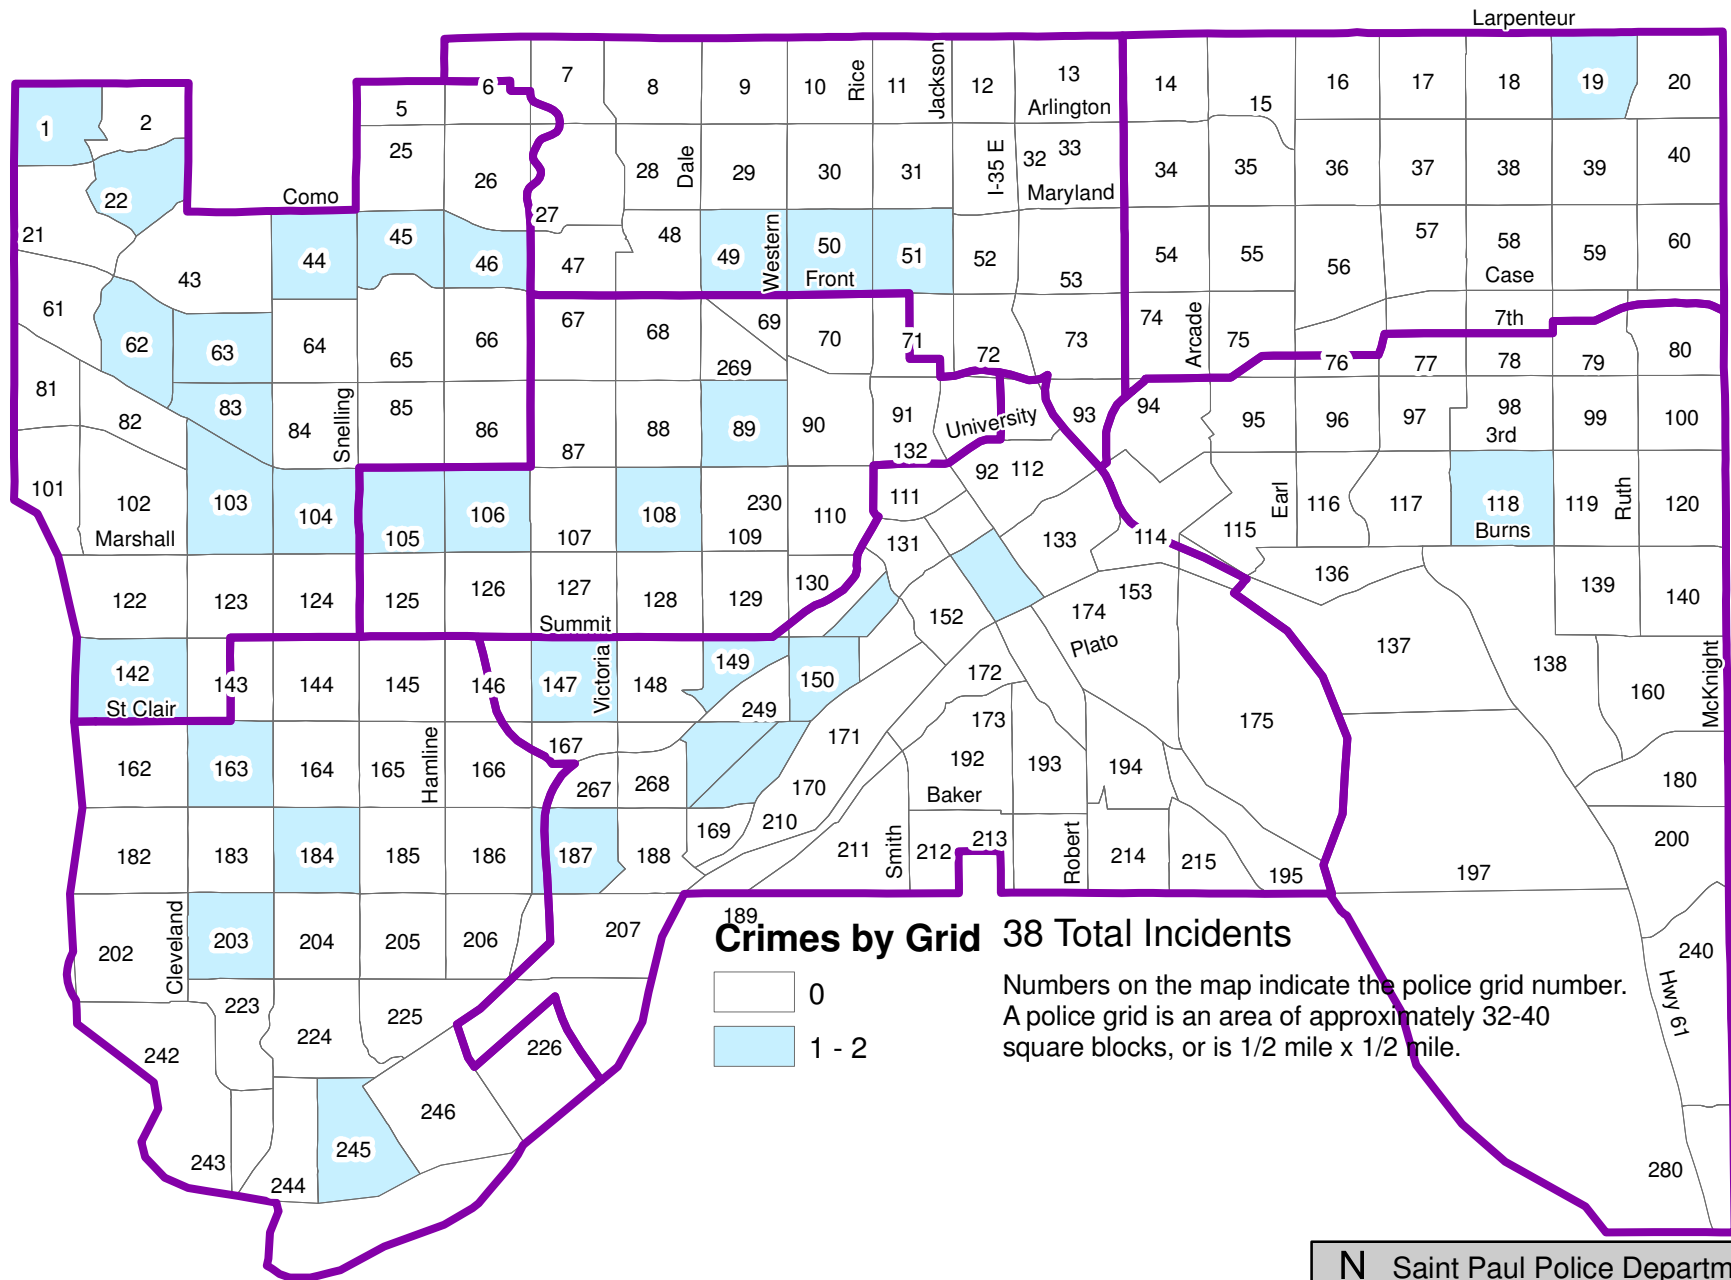 Larpenteur
1 2 5 6 7 8 9 10 Rice 11 Jackson 12 13 14 15 16 17 18 19 20
Arlington
21 22 Como 25 26 27 28 Dale 29 30 31 I-35 E 32 33 34 35 36 37 38 39 40
Maryland
43 44 45 46 47 48 49 Western 50 51 52 53 54 55 56 57 58 59 60
Front
Case
61 62 63 64 65 66 67 68 69 70 71 72 73 74 Arcade 75 76 77 78 79 80
7th
269
81 82 83 84 Snelling 85 86 87 88 89 90 91 University 93 94 95 96 97 98 99 100
3rd
132 92 112
101 102 103 104 105 106 107 108 230 109 110 111 131 133 114 115 Earl 116 117 118 119 Ruth 120
Marshall
Burns
122 123 124 125 126 127 128 129 130 152 174 153 136 139 140
Summit
Plato
137 138
142 143 144 145 146 147 Victoria 148 149 150 172 160 McKnight
St Clair
249 173 175
162 163 164 165 Hamline 166 167 267 268 170 171 192 193 194 180
Baker
182 183 184 185 186 187 188 169 210 211 Smith 212 213 Robert 214 215 195 197 200
202 Cleveland 203 204 205 206 207 189 240
Hwy 61
223 224 225 226
242 243 244 245 246 280
Crimes by Grid
0
1 - 2
38 Total Incidents
Numbers on the map indicate the police grid number.
A police grid is an area of approximately 32-40
square blocks, or is 1/2 mile x 1/2 mile.
N Saint Paul Police Departm